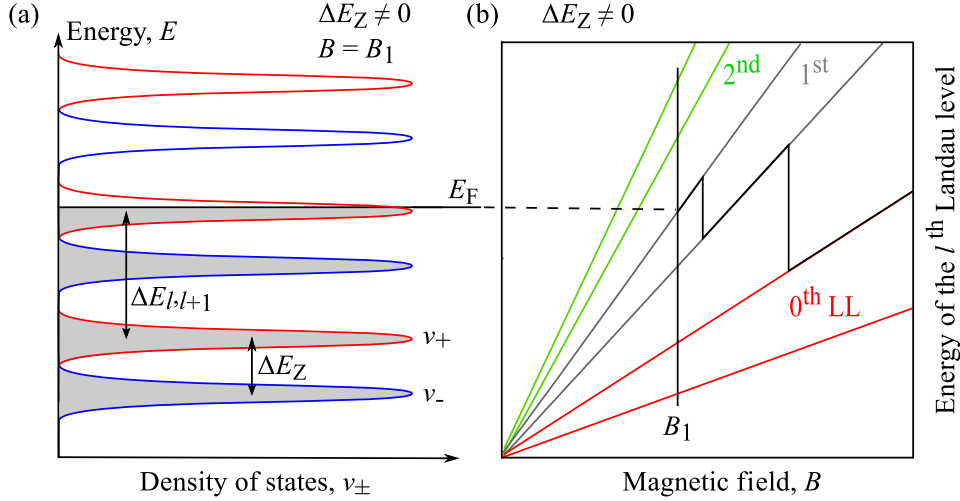 (a)
Energy, E
ΔE_Z ≠ 0
B = B_1
E_F
ΔE_l,l+1
ν_+
ΔE_Z
ν_-
Density of states, ν_±
(b)
ΔE_Z ≠ 0
2^nd
1^st
0^th LL
B_1
Magnetic field, B
Energy of the l^th Landau level